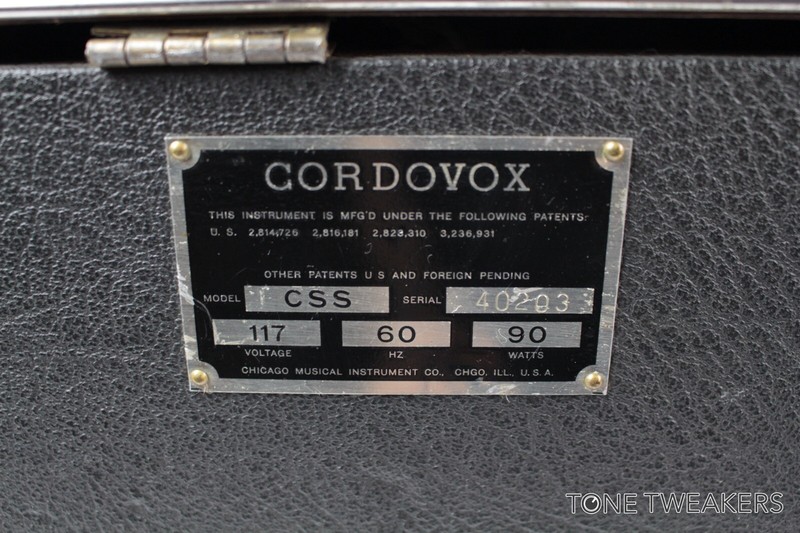 CORDOVOX
THIS INSTRUMENT IS MFG'D UNDER THE FOLLOWING PATENTS:
U. S. 2,814,726 2,816,181 2,823,310 3,236,931
OTHER PATENTS U S AND FOREIGN PENDING
MODEL CSS SERIAL 40203
117 60 90
VOLTAGE HZ WATTS
CHICAGO MUSICAL INSTRUMENT CO., CHGO. ILL., U. S. A.
TONE TWEAKERS